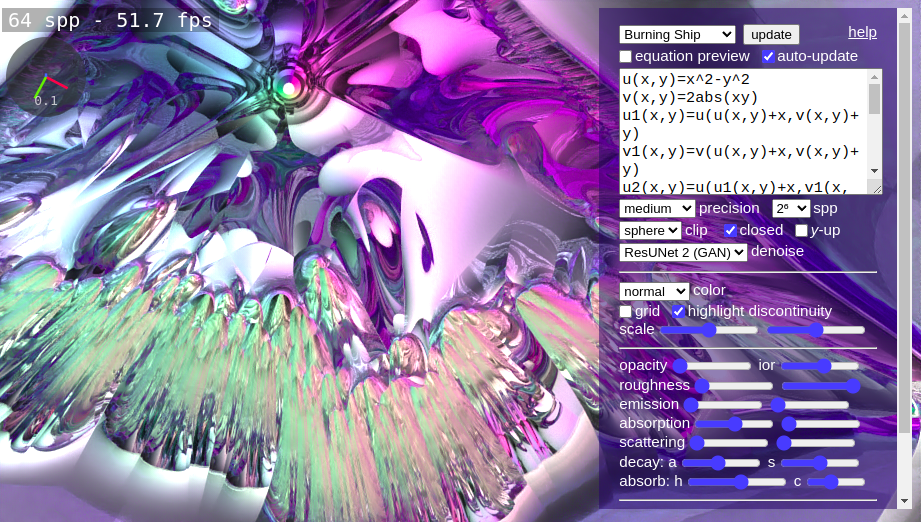 64 spp - 51.7 fps
0.1
Burning Ship update help
equation preview auto-update
u(x,y)=x^2-y^2
v(x,y)=2abs(xy)
u1(x,y)=u(u(x,y)+x,v(x,y)+
y)
v1(x,y)=v(u(x,y)+x,v(x,y)+
y)
u2(x,y)=u(u1(x,y)+x,v1(x,
medium precision 2⁶ spp
sphere clip closed y-up
ResUNet 2 (GAN) denoise
normal color
grid highlight discontinuity
scale
opacity ior
roughness
emission
absorption
scattering
decay: a s
absorb: h c